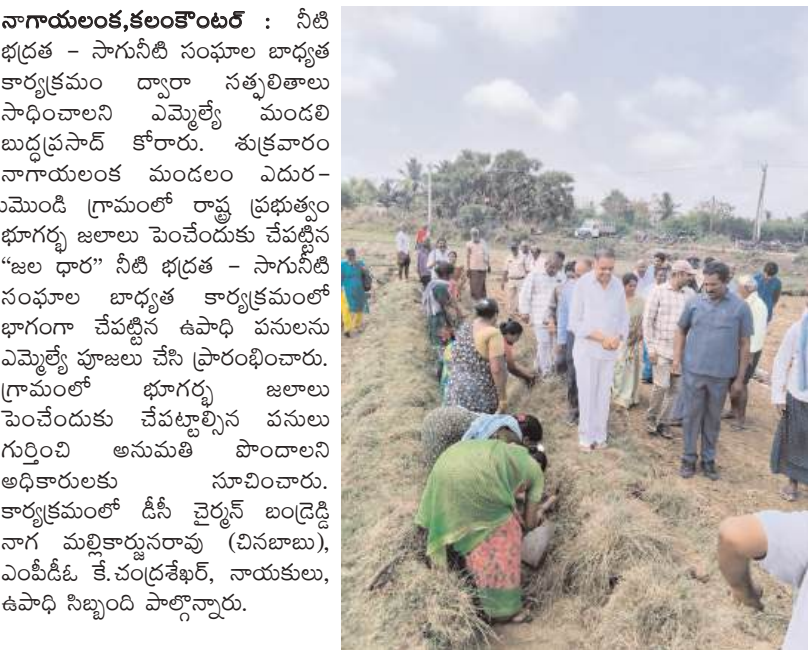 నాగాయలంక,కలంకౌంటర్ : నీటి
భద్రత – సాగునీటి సంఘాల బాధ్యత
కార్యక్రమం ద్వారా సత్ఫలితాలు
సాధించాలని ఎమ్మెల్యే మండలి
బుద్ధప్రసాద్ కోరారు. శుక్రవారం
నాగాయలంక మండలం ఎదుర–
ుమొండి గ్రామంలో రాష్ట్ర ప్రభుత్వం
భూగర్భ జలాలు పెంచేందుకు చేపట్టిన
“జల ధార” నీటి భద్రత – సాగునీటి
సంఘాల బాధ్యత కార్యక్రమంలో
భాగంగా చేపట్టిన ఉపాధి పనులను
ఎమ్మెల్యే పూజలు చేసి ప్రారంభించారు.
గ్రామంలో భూగర్భ జలాలు
పెంచేందుకు చేపట్టాల్సిన పనులు
గుర్తించి అనుమతి పొందాలని
అధికారులకు సూచించారు.
కార్యక్రమంలో డీసీ చైర్మన్ బండ్రెడ్డి
నాగ మల్లికార్జునరావు (చినబాబు),
ఎంపీడీఓ కే.చంద్రశేఖర్, నాయకులు,
ఉపాధి సిబ్బంది పాల్గొన్నారు.